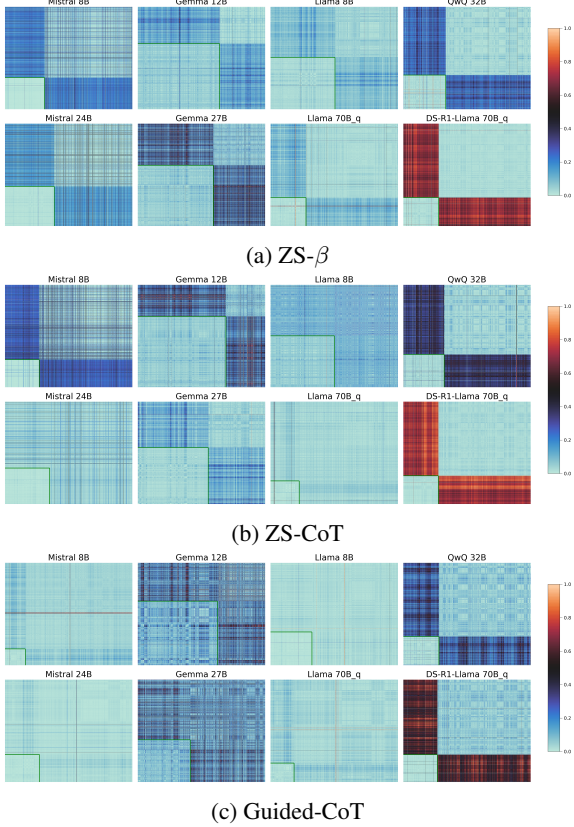 Mistral 8B Gemma 12B Llama 8B QwQ 32B
1.0
0.8
0.6
0.4
0.2
0.0
Mistral 24B Gemma 27B Llama 70B_q DS-R1-Llama 70B_q
(a) ZS-β
Mistral 8B Gemma 12B Llama 8B QwQ 32B
1.0
0.8
0.6
0.4
0.2
0.0
Mistral 24B Gemma 27B Llama 70B_q DS-R1-Llama 70B_q
(b) ZS-CoT
Mistral 8B Gemma 12B Llama 8B QwQ 32B
1.0
0.8
0.6
0.4
0.2
0.0
Mistral 24B Gemma 27B Llama 70B_q DS-R1-Llama 70B_q
(c) Guided-CoT